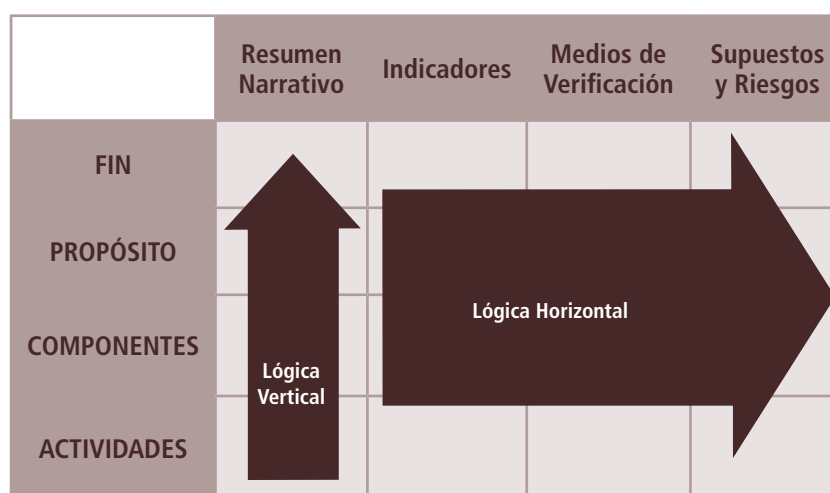 Resumen
Narrativo
Indicadores
Medios de
Verificación
Supuestos
y Riesgos
FIN
PROPÓSITO
COMPONENTES
ACTIVIDADES
Lógica
Vertical
Lógica Horizontal